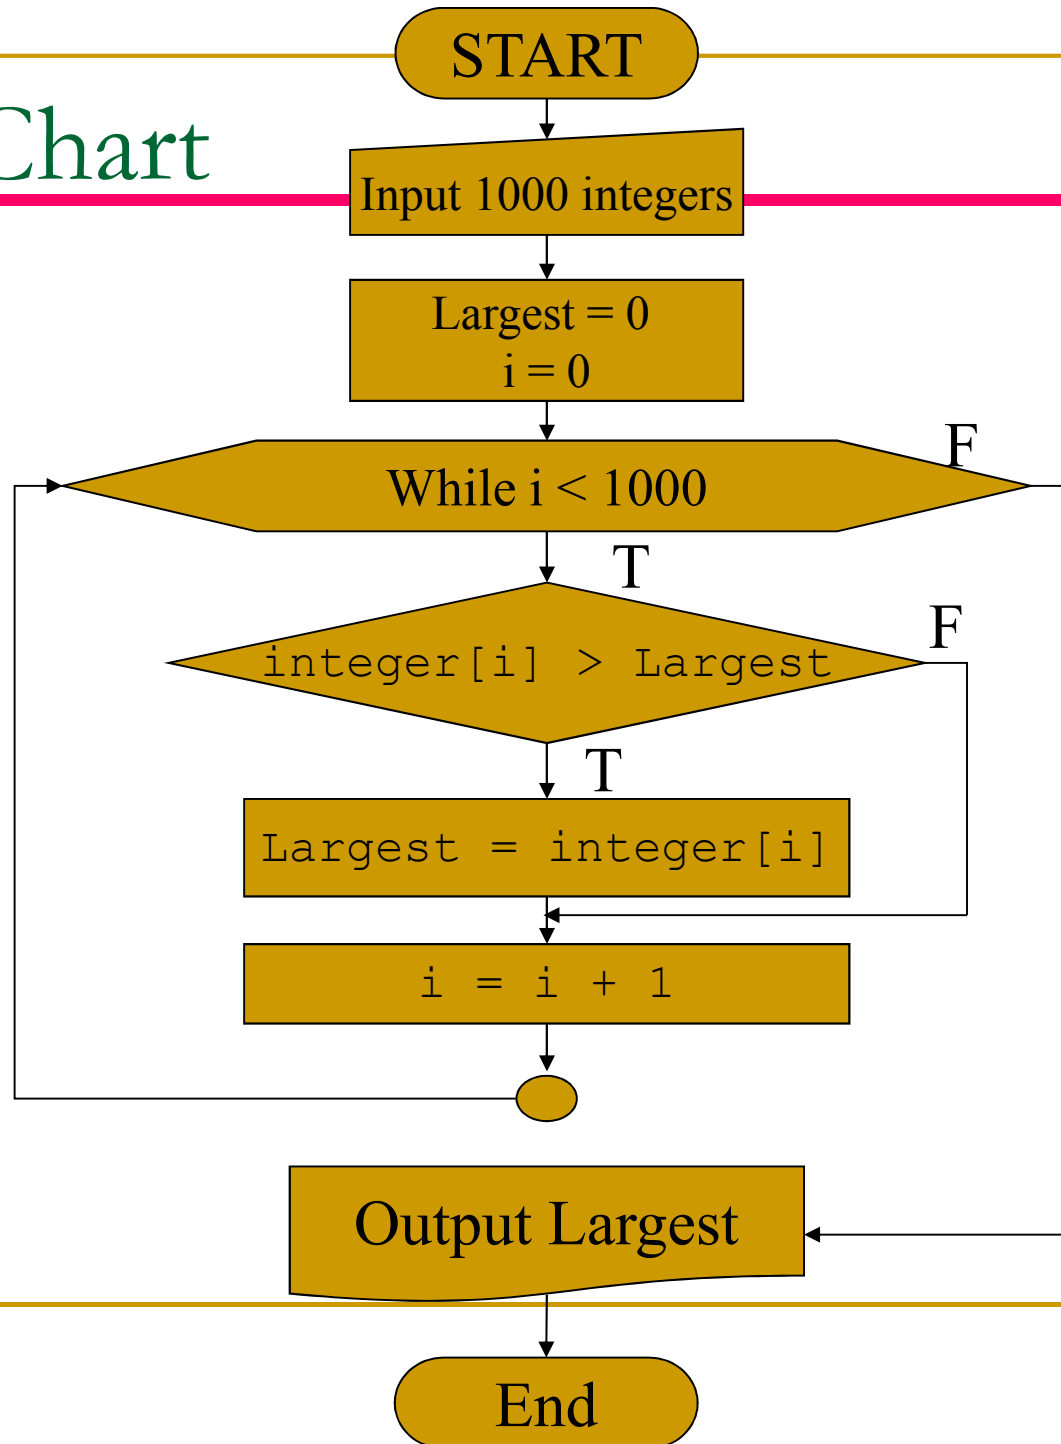 START
Chart
Input 1000 integers
Largest = 0
i = 0
F
While i < 1000
T
F
integer[i] > Largest
T
Largest = integer[i]
i = i + 1
Output Largest
End